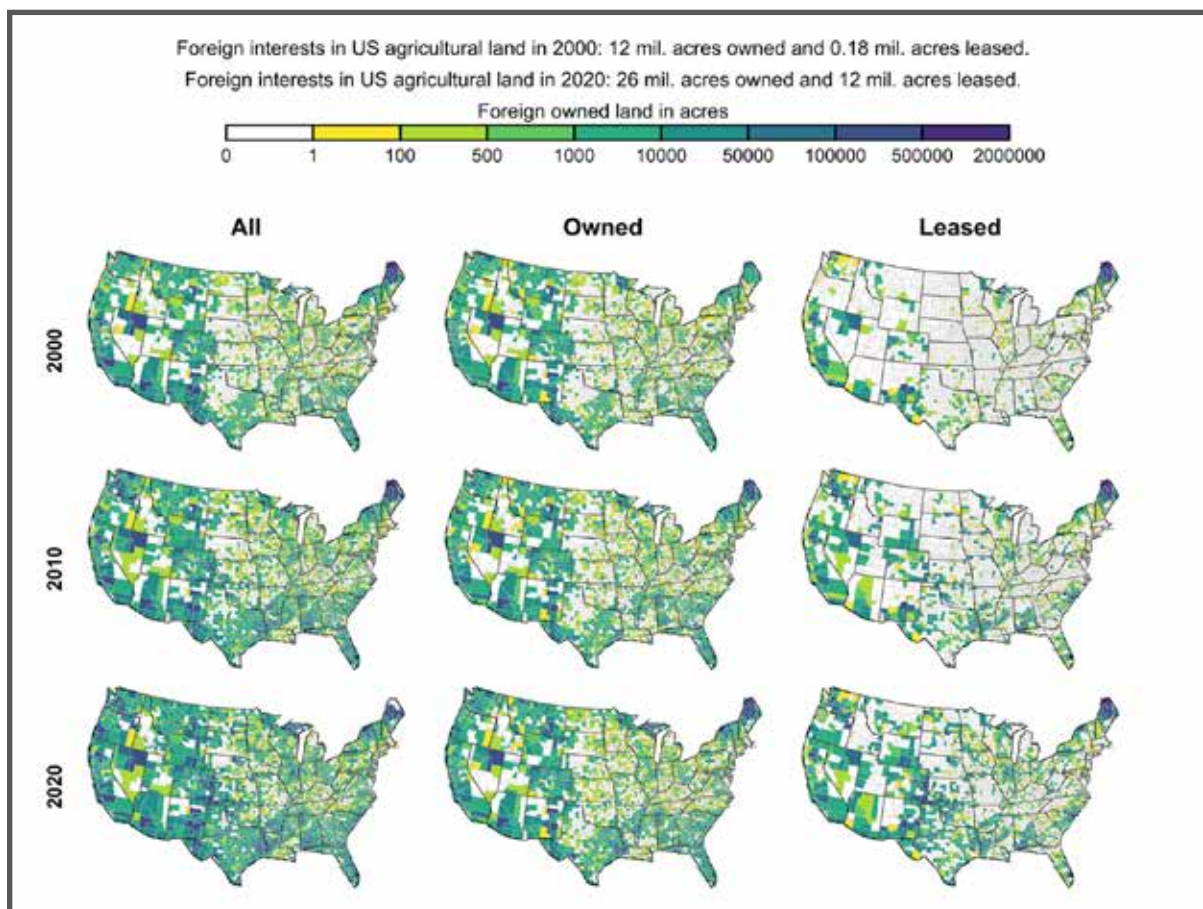 Foreign interests in US agricultural land in 2000: 12 mil. acres owned and 0.18 mil. acres leased.
Foreign interests in US agricultural land in 2020: 26 mil. acres owned and 12 mil. acres leased.
Foreign owned land in acres
0 1 100 500 1000 10000 50000 100000 500000 2000000
All Owned Leased
2000
2010
2020